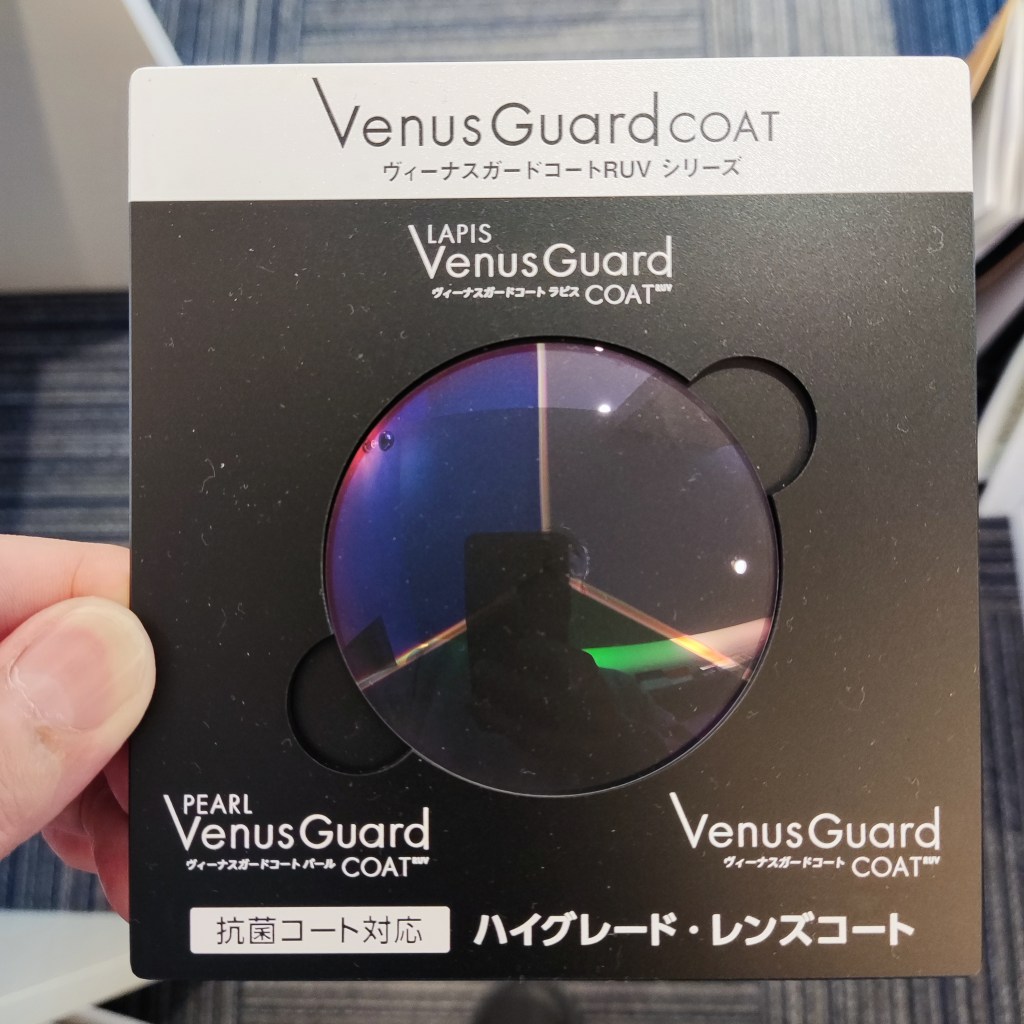 VenusGuard COAT
ヴィーナスガードコートRUV シリーズ
LAPIS
VenusGuard
ヴィーナスガードコート ラピス COAT RUV
PEARL
VenusGuard
ヴィーナスガードコート パール COAT RUV
VenusGuard
ヴィーナスガードコート COAT RUV
抗菌コート対応
ハイグレード・レンズコート